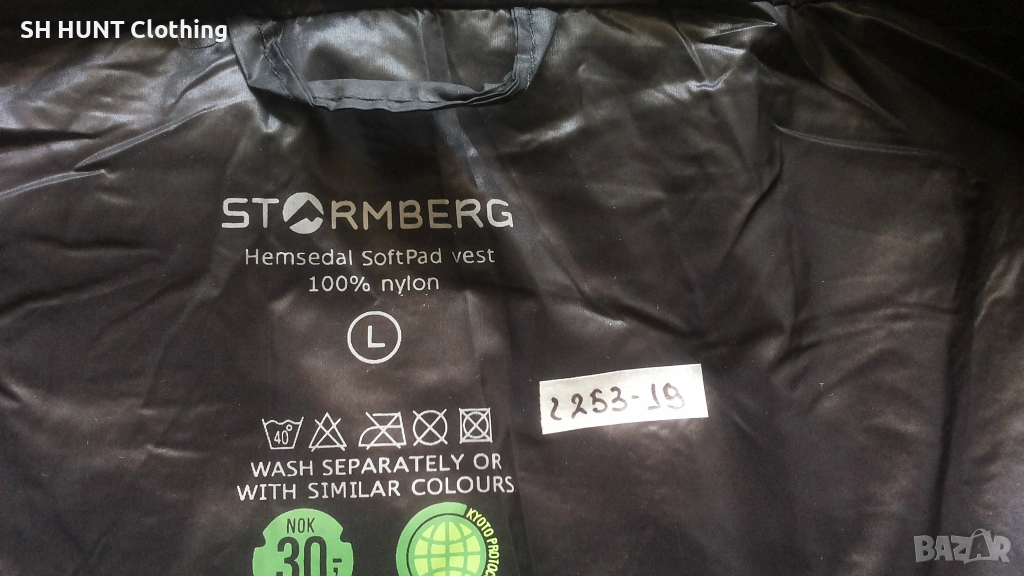 SH HUNT Clothing
STORMBERG
Hemsedal SoftPad vest
100% nylon
L
40°
WASH SEPARATELY OR
WITH SIMILAR COLOURS
NOK
30,-
KYOTO
2253-19
BAZAR